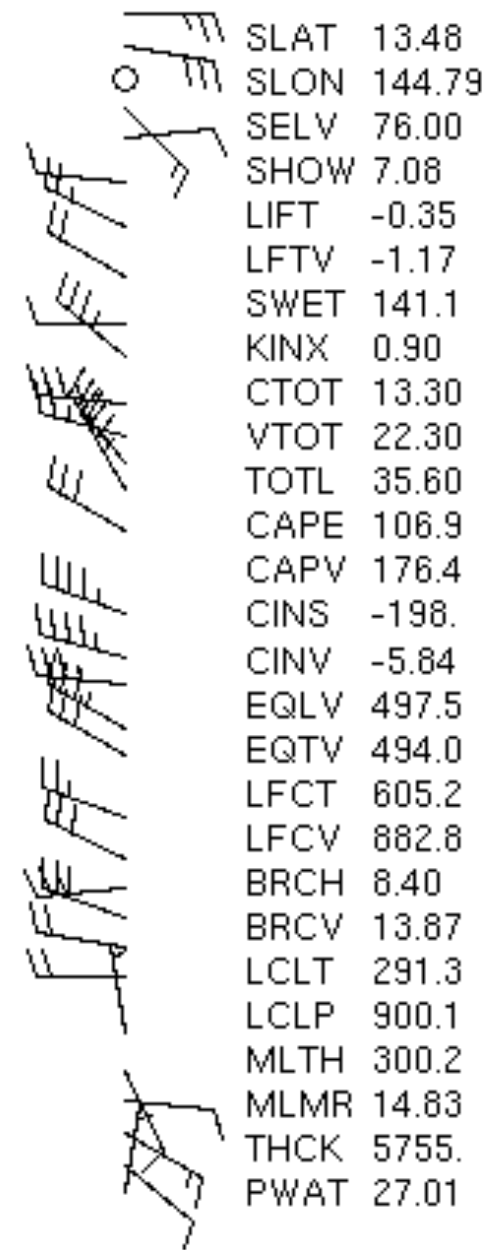 SLAT 13.48
SLON 144.79
SELV 76.00
SHOW 7.08
LIFT -0.35
LFTV -1.17
SWET 141.1
KINX 0.90
CTOT 13.30
VTOT 22.30
TOTL 35.60
CAPE 106.9
CAPV 176.4
CINS -198.
CINV -5.84
EQLV 497.5
EQTV 494.0
LFCT 605.2
LFCV 882.8
BRCH 8.40
BRCV 13.87
LCLT 291.3
LCLP 900.1
MLTH 300.2
MLMR 14.83
THCK 5755.
PWAT 27.01